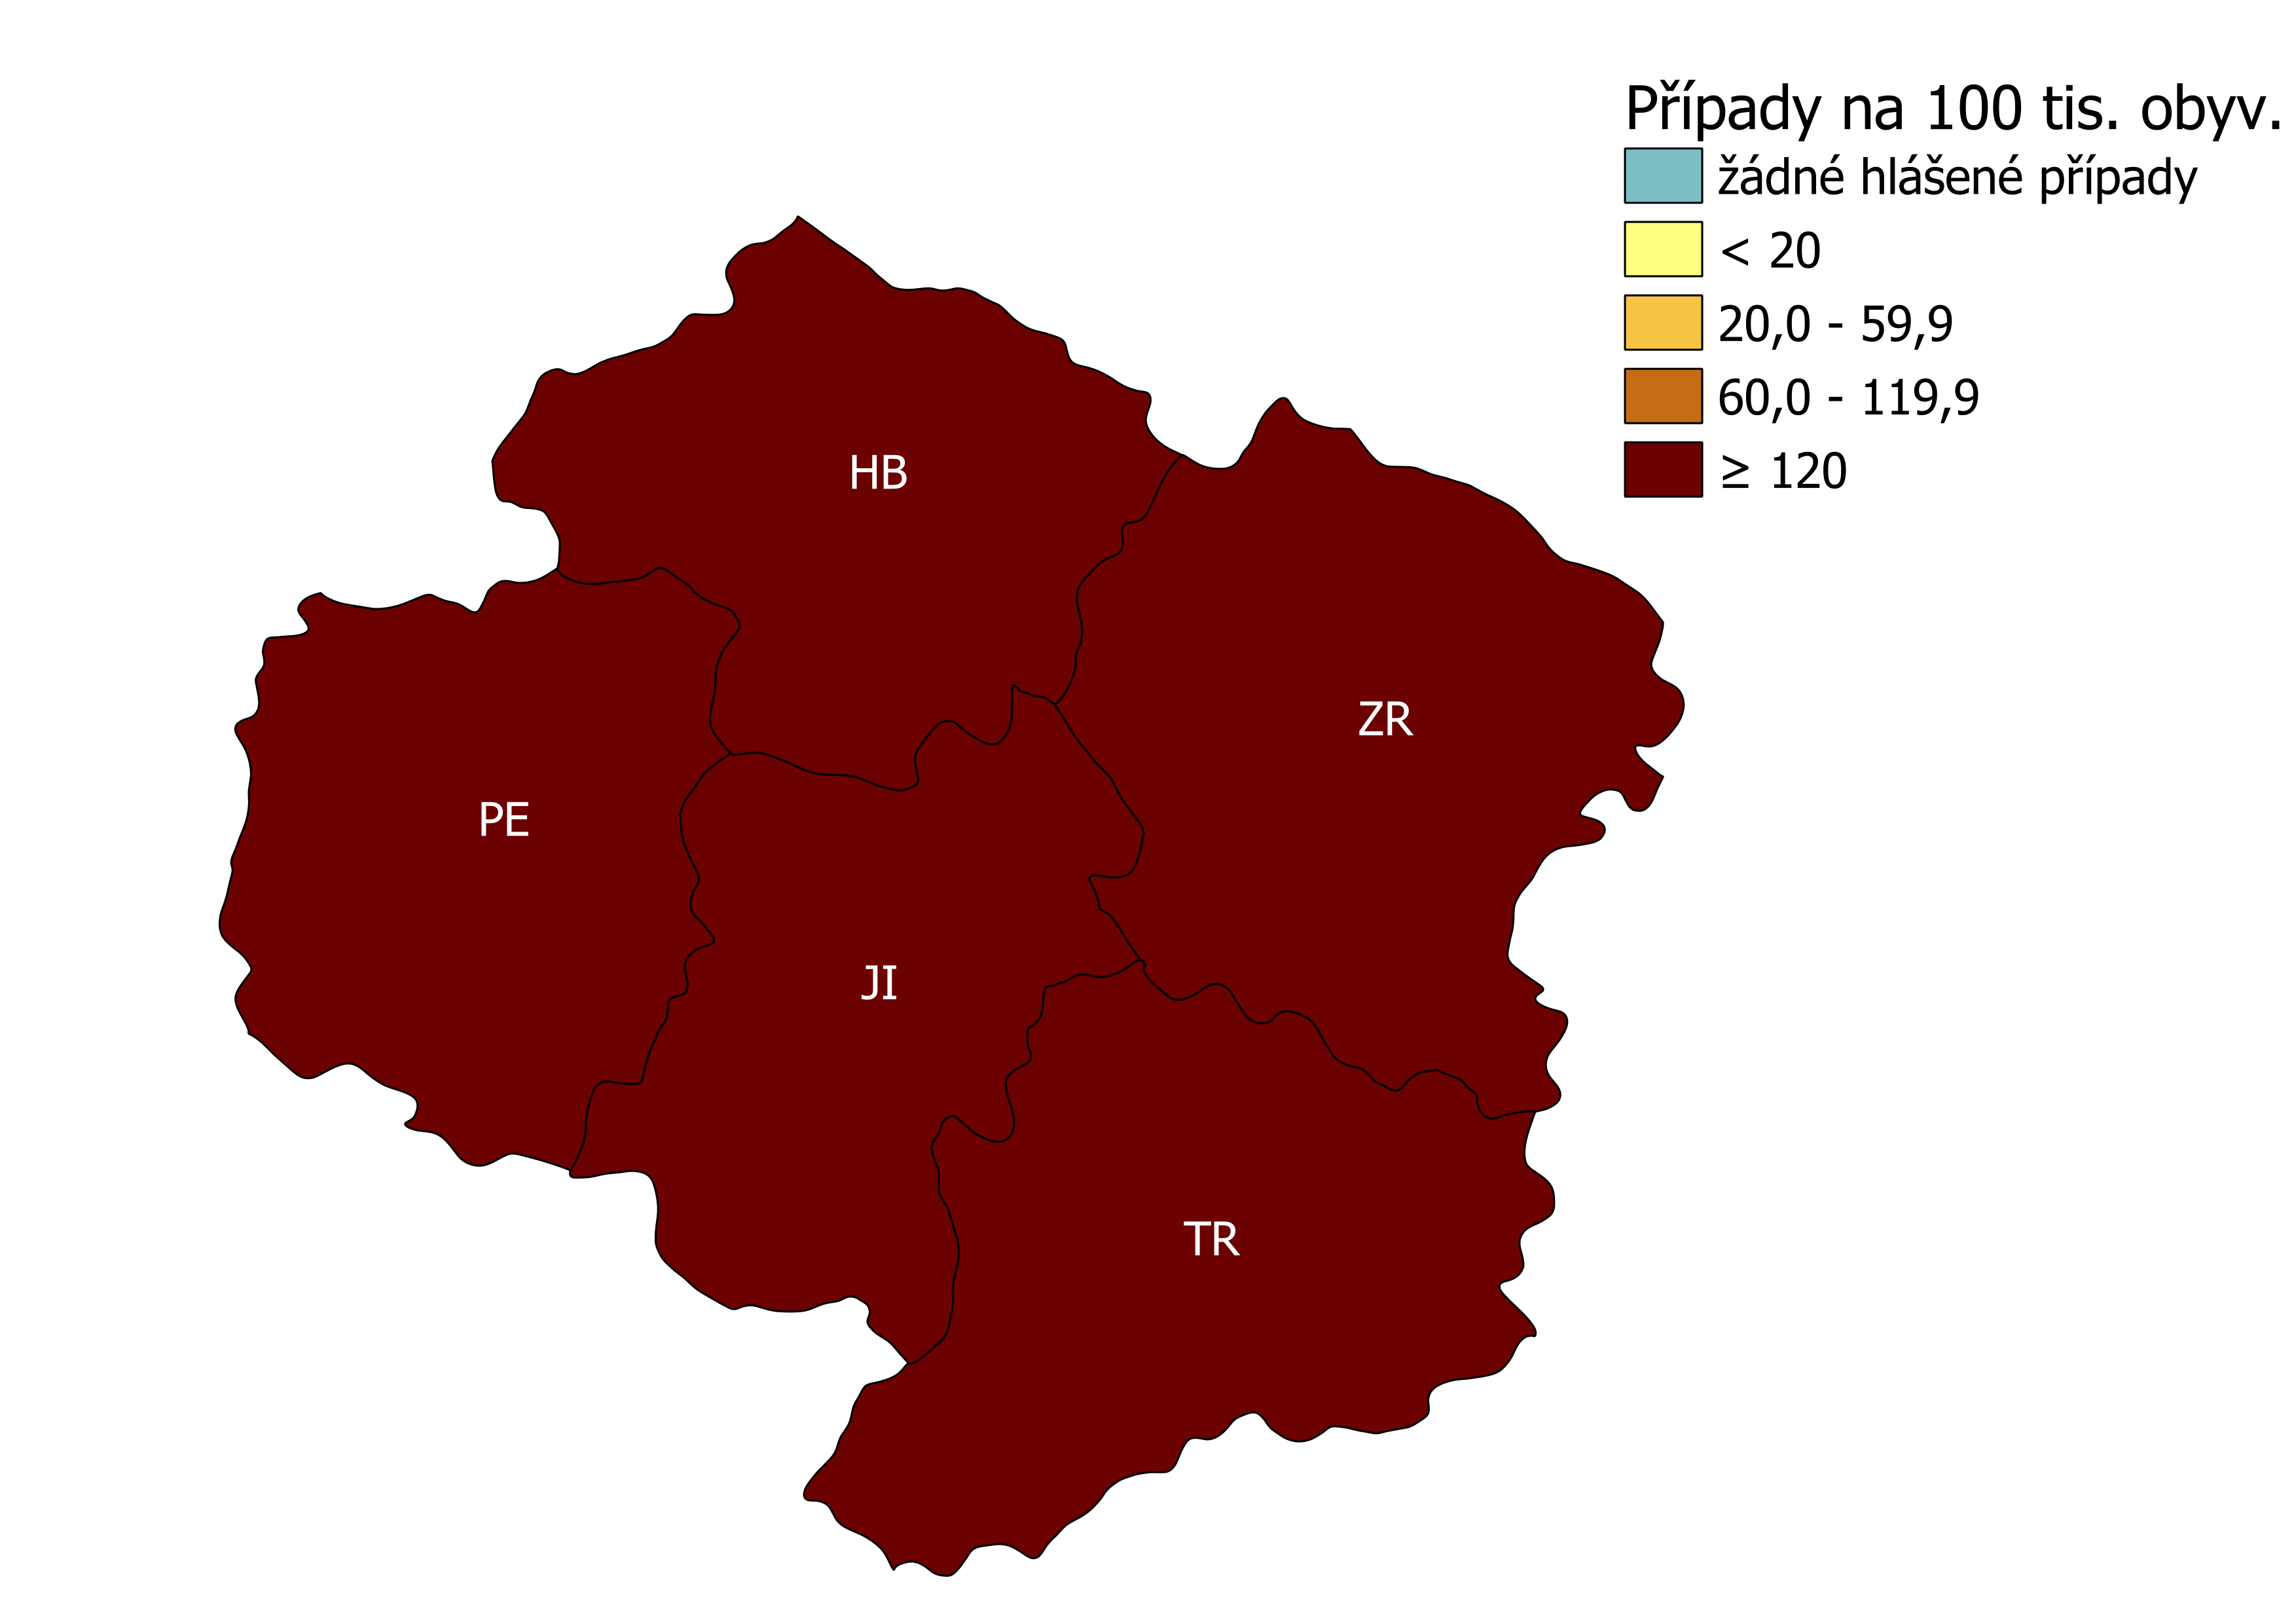 Případy na 100 tis. obyv.
žádné hlášené případy
< 20
20,0 - 59,9
60,0 - 119,9
≥ 120
HB
ZR
PE
JI
TR